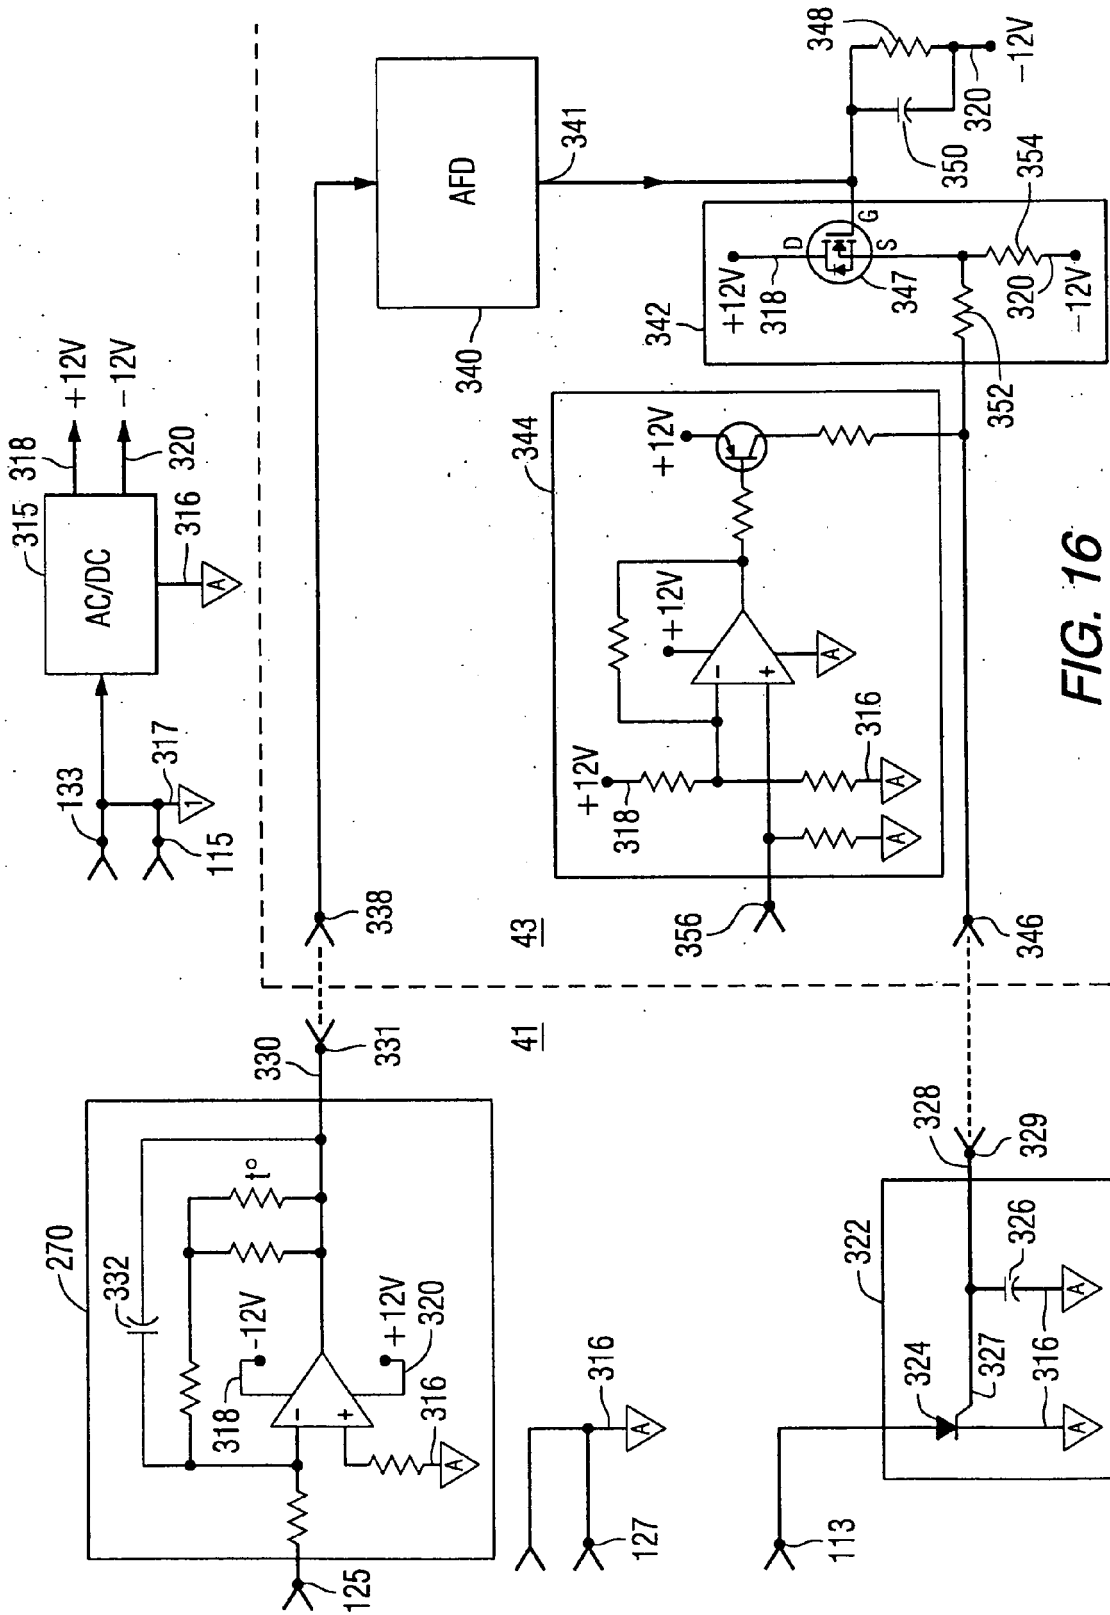 133
115
317
1
AC/DC
315
318
+12V
-12V
320
316
A
270
332
t°
-12V
318
+12V
320
316
A
125
330
331
338
41
43
AFD
340
341
342
+12V
318
D
G
S
347
352
354
320
-12V
350
348
320
-12V
344
+12V
318
+12V
+12V
-
+
A
316
A
A
356
346
-
+
127
316
A
113
322
324
327
326
316
A
A
328
329
FIG. 16